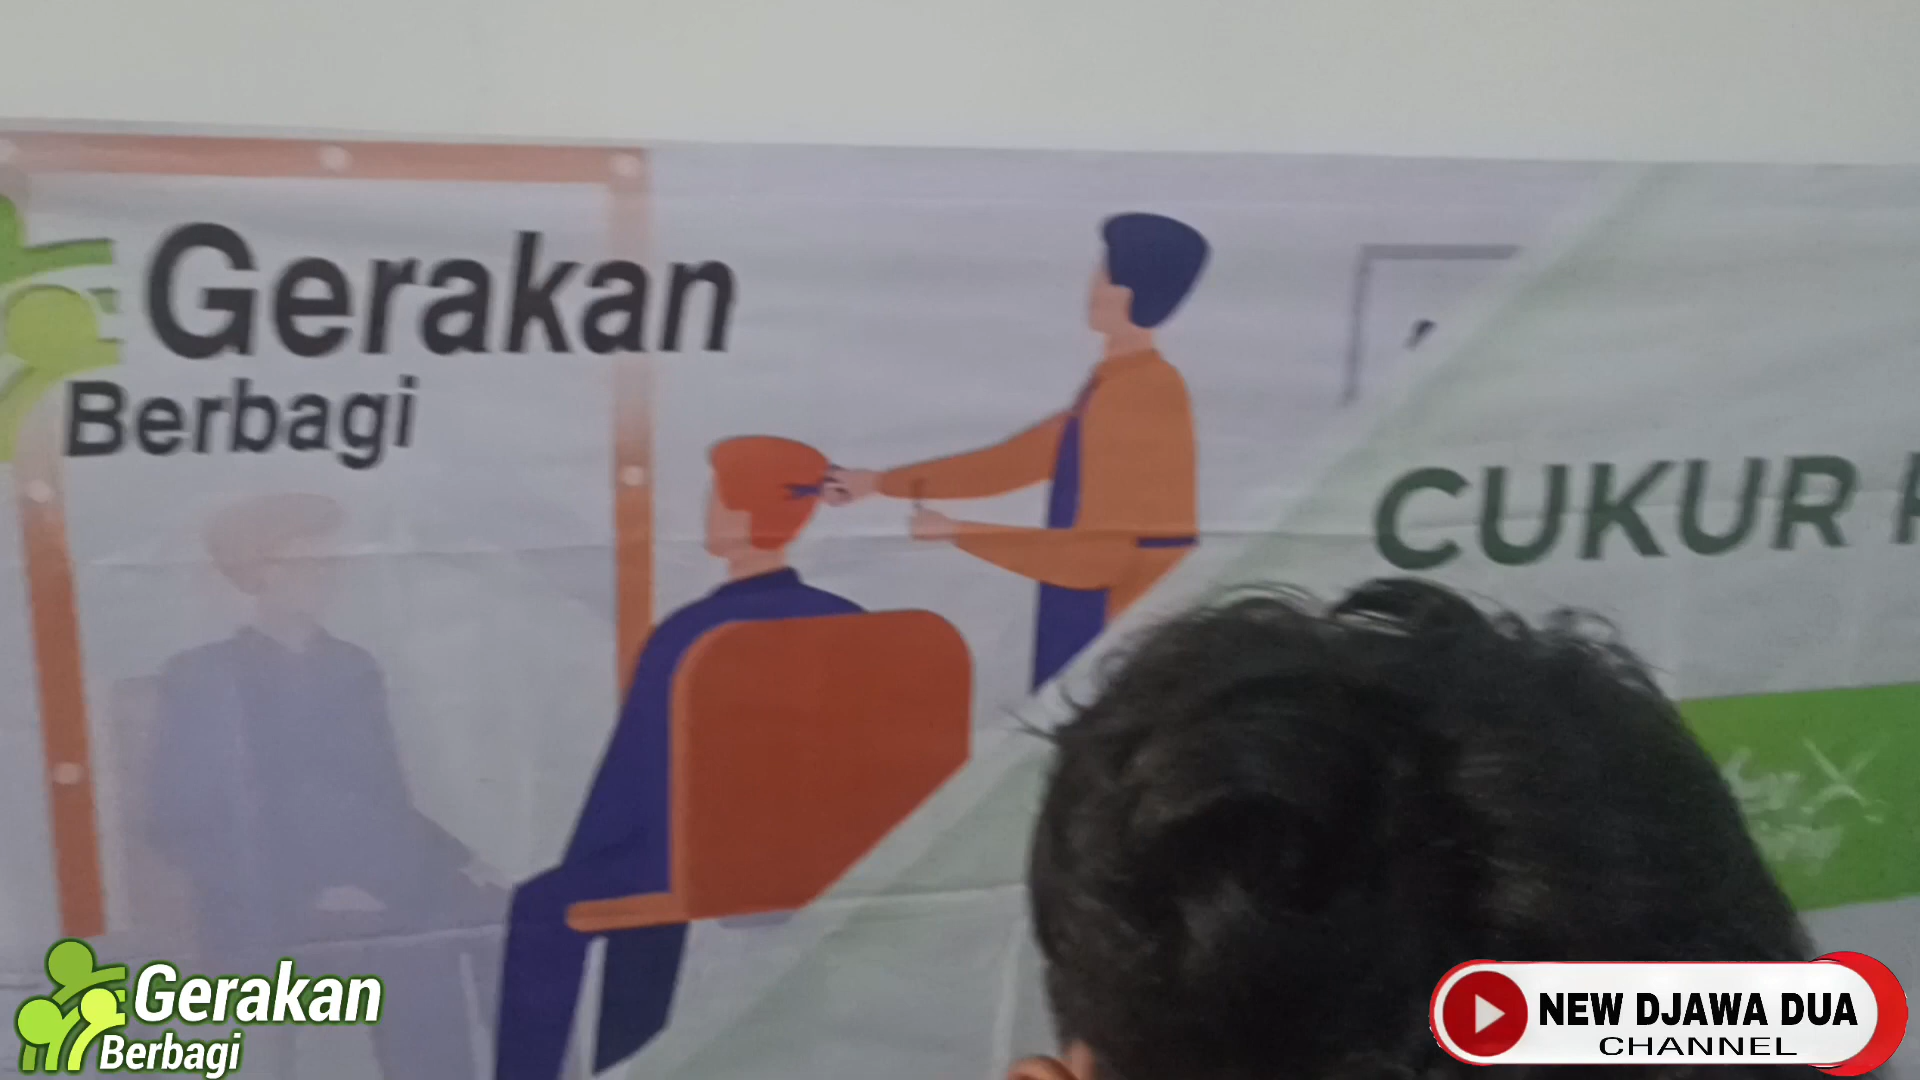 Gerakan
Berbagi
CUKUR
Gerakan
Berbagi
NEW DJAWA DUA
CHANNEL